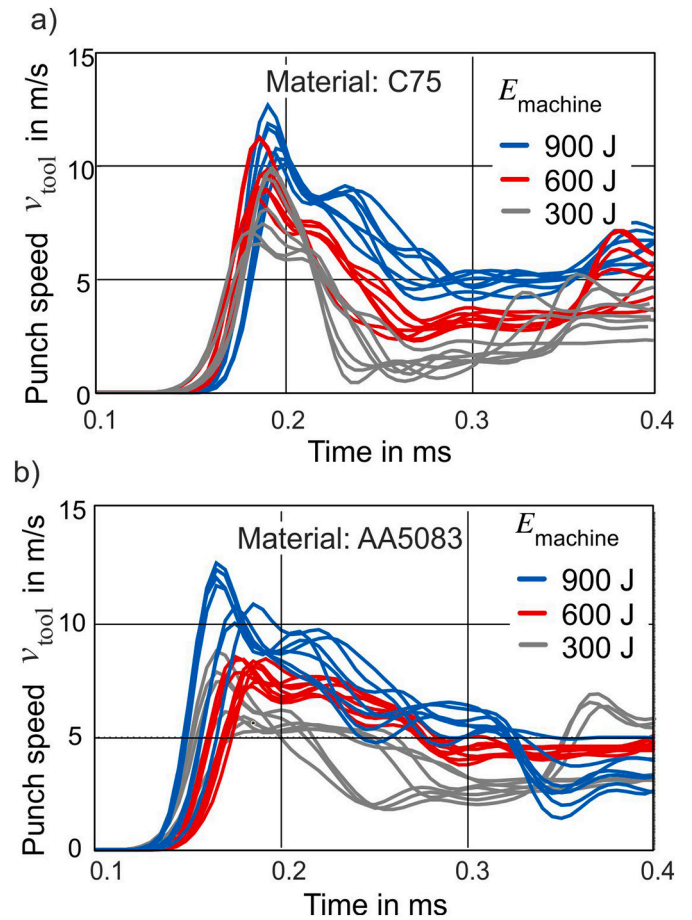 a)
Punch speed v_tool in m/s
15
10
5
0
Material: C75
E_machine
900 J
600 J
300 J
0.1 0.2 0.3 0.4
Time in ms
b)
Punch speed v_tool in m/s
15
10
5
0
Material: AA5083
E_machine
900 J
600 J
300 J
0.1 0.2 0.3 0.4
Time in ms